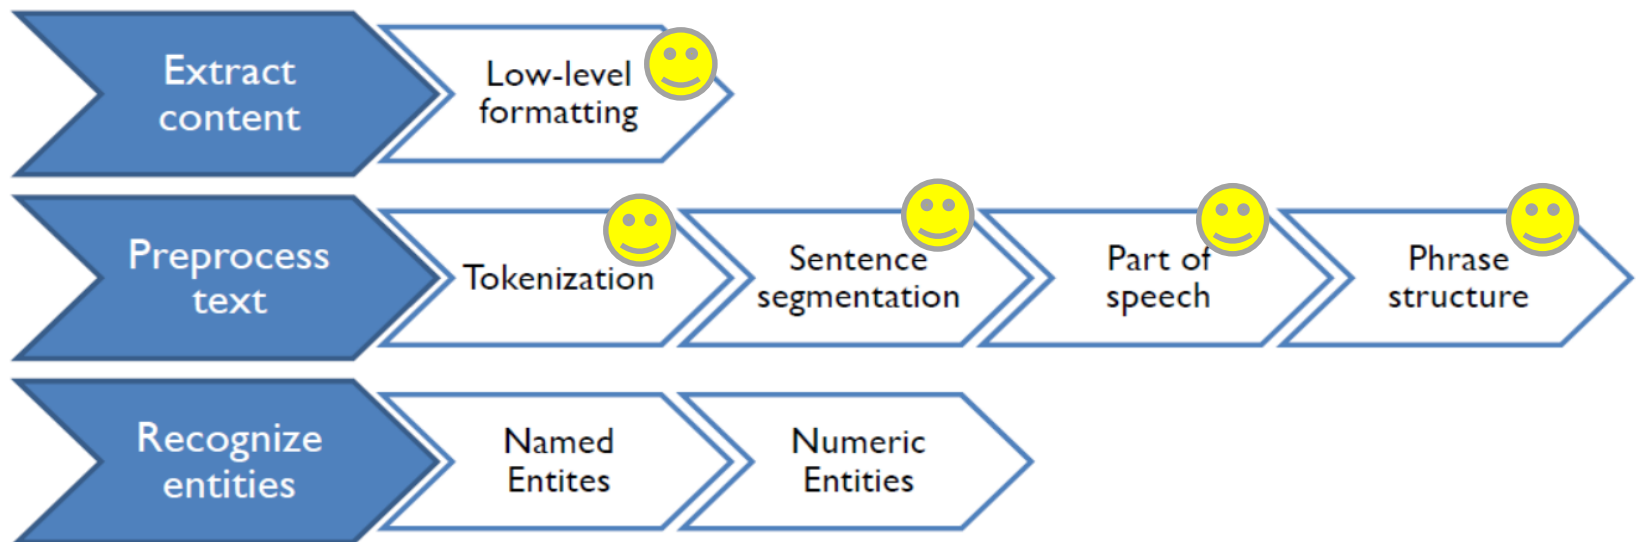 Extract
content
Low-level
formatting
Preprocess
text
Tokenization
Sentence
segmentation
Part of
speech
Phrase
structure
Recognize
entities
Named
Entites
Numeric
Entities